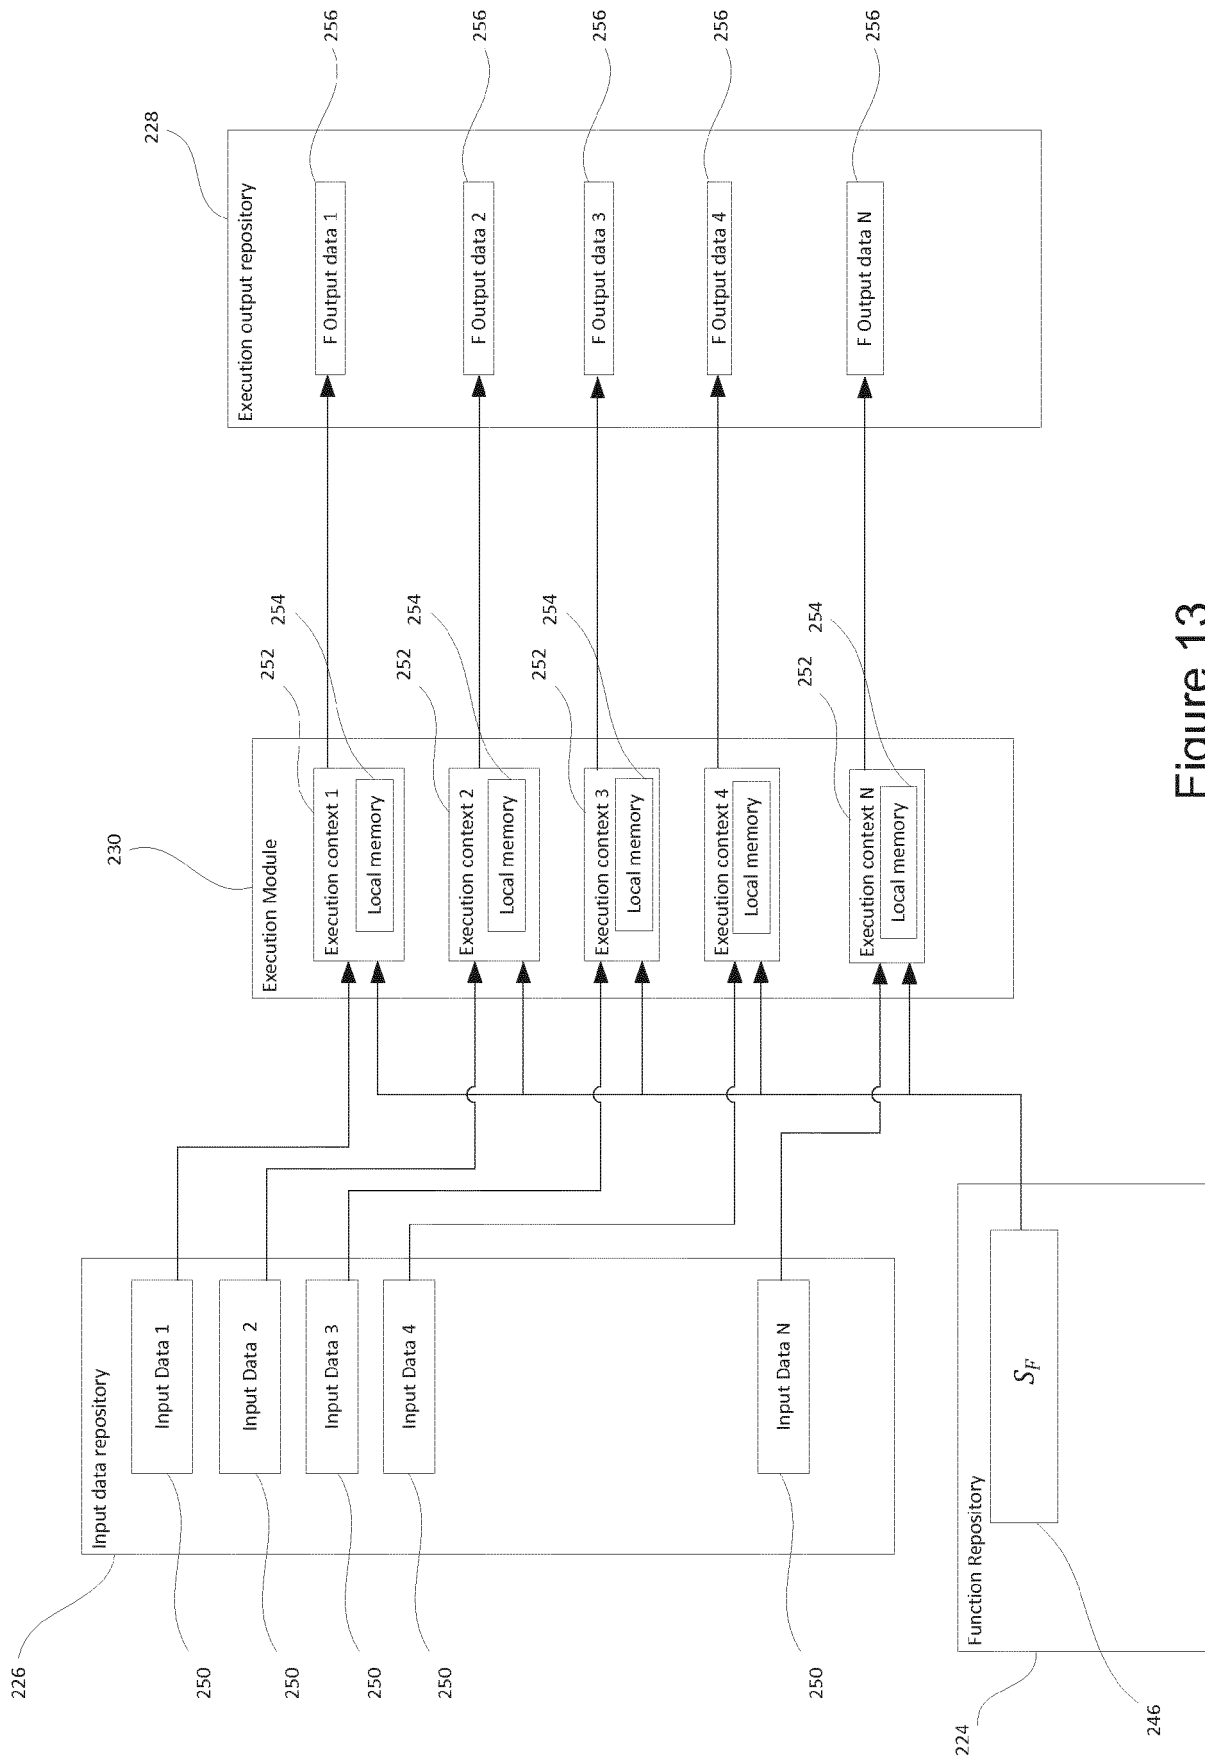 226
250
250
250
250
250
Input data repository
Input Data 1
Input Data 2
Input Data 3
Input Data 4
Input Data N
224
246
Function Repository
S_F
230
Execution Module
252
254
Execution context 1
Local memory
252
254
Execution context 2
Local memory
252
254
Execution context 3
Local memory
Execution context 4
Local memory
252
254
Execution context N
Local memory
228
Execution output repository
F Output data 1
256
F Output data 2
256
F Output data 3
256
F Output data 4
256
F Output data N
256
Figure 13